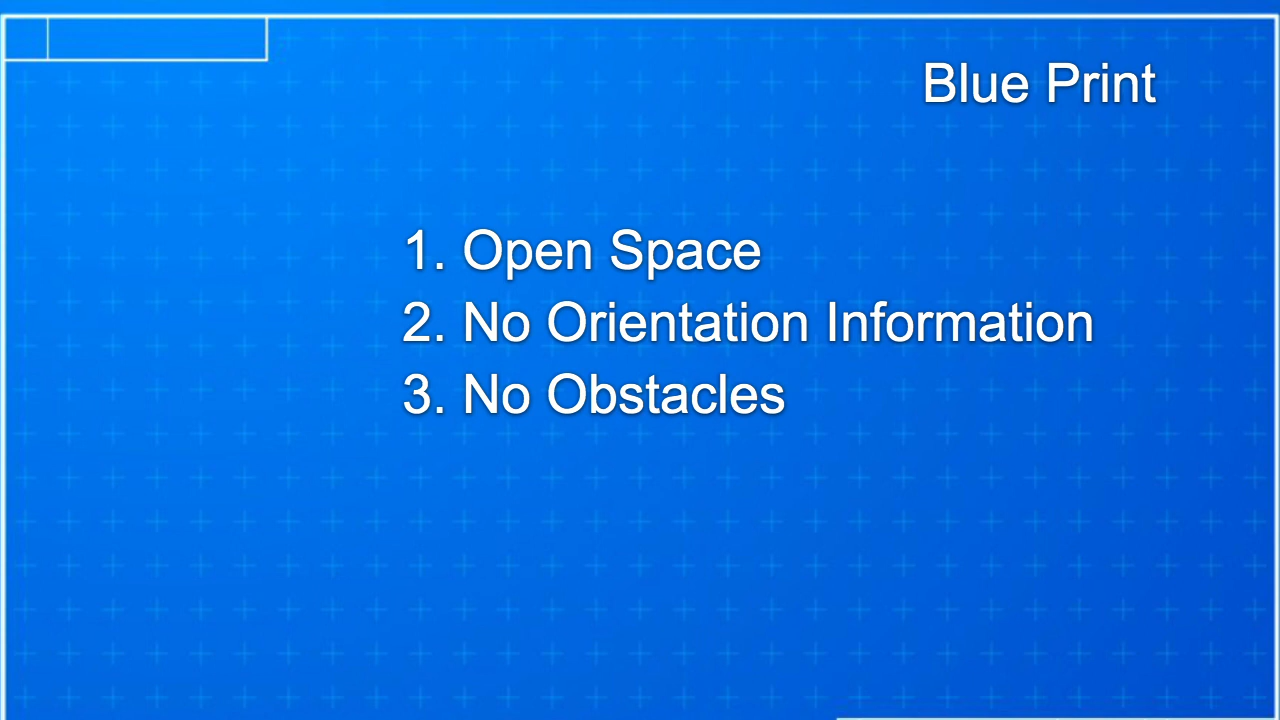 Blue Print
1. Open Space
2. No Orientation Information
3. No Obstacles